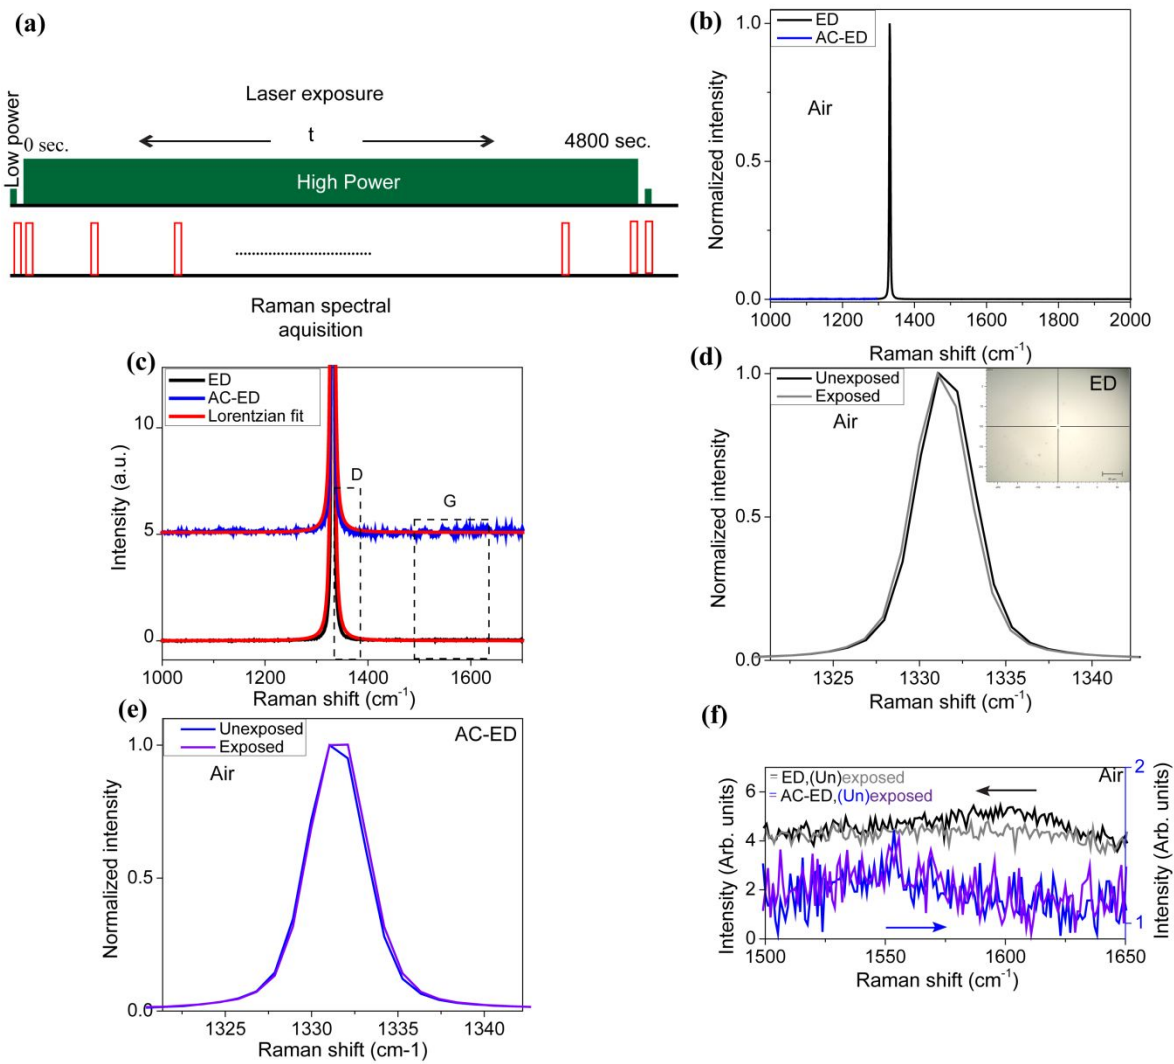 (a)
Laser exposure
Low power
0 sec.
t
4800 sec.
High Power
Raman spectral
aquisition
(b)
ED
AC-ED
Air
Normalized intensity
1.0
0.5
0.0
1000 1200 1400 1600 1800 2000
Raman shift (cm-1)
(c)
ED
AC-ED
Lorentzian fit
D
G
Intensity (a.u.)
10
5
0
1000 1200 1400 1600
Raman shift (cm-1)
(d)
Unexposed
Exposed
Air
ED
Normalized intensity
1.0
0.5
0.0
1325 1330 1335 1340
Raman shift (cm-1)
(e)
Unexposed
Exposed
AC-ED
Air
Normalized intensity
1.0
0.5
0.0
1325 1330 1335 1340
Raman shift (cm-1)
(f)
= ED,(Un)exposed
= AC-ED,(Un)exposed
Air
Intensity (Arb. units)
6
4
2
0
2
1
Intensity (Arb. units)
1500 1550 1600 1650
Raman shift (cm-1)